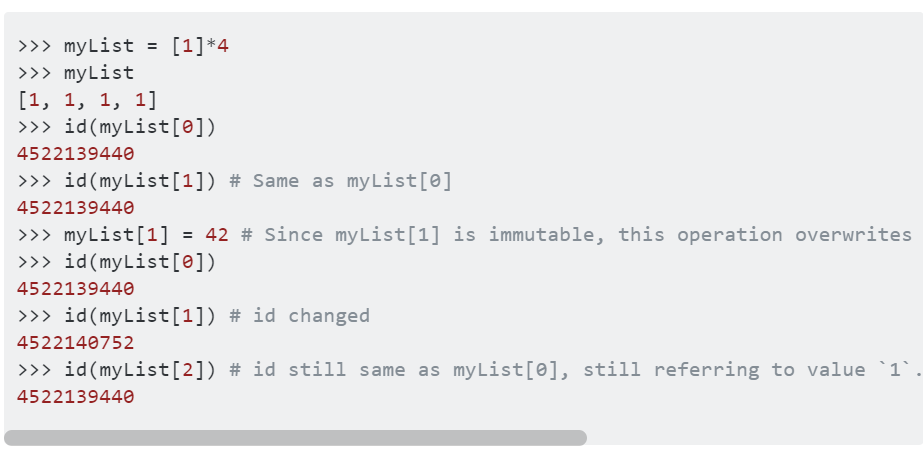 >>> myList = [1]*4
>>> myList
[1, 1, 1, 1]
>>> id(myList[0])
4522139440
>>> id(myList[1]) # Same as myList[0]
4522139440
>>> myList[1] = 42 # Since myList[1] is immutable, this operation overwrites
>>> id(myList[0])
4522139440
>>> id(myList[1]) # id changed
4522140752
>>> id(myList[2]) # id still same as myList[0], still referring to value `1`.
4522139440